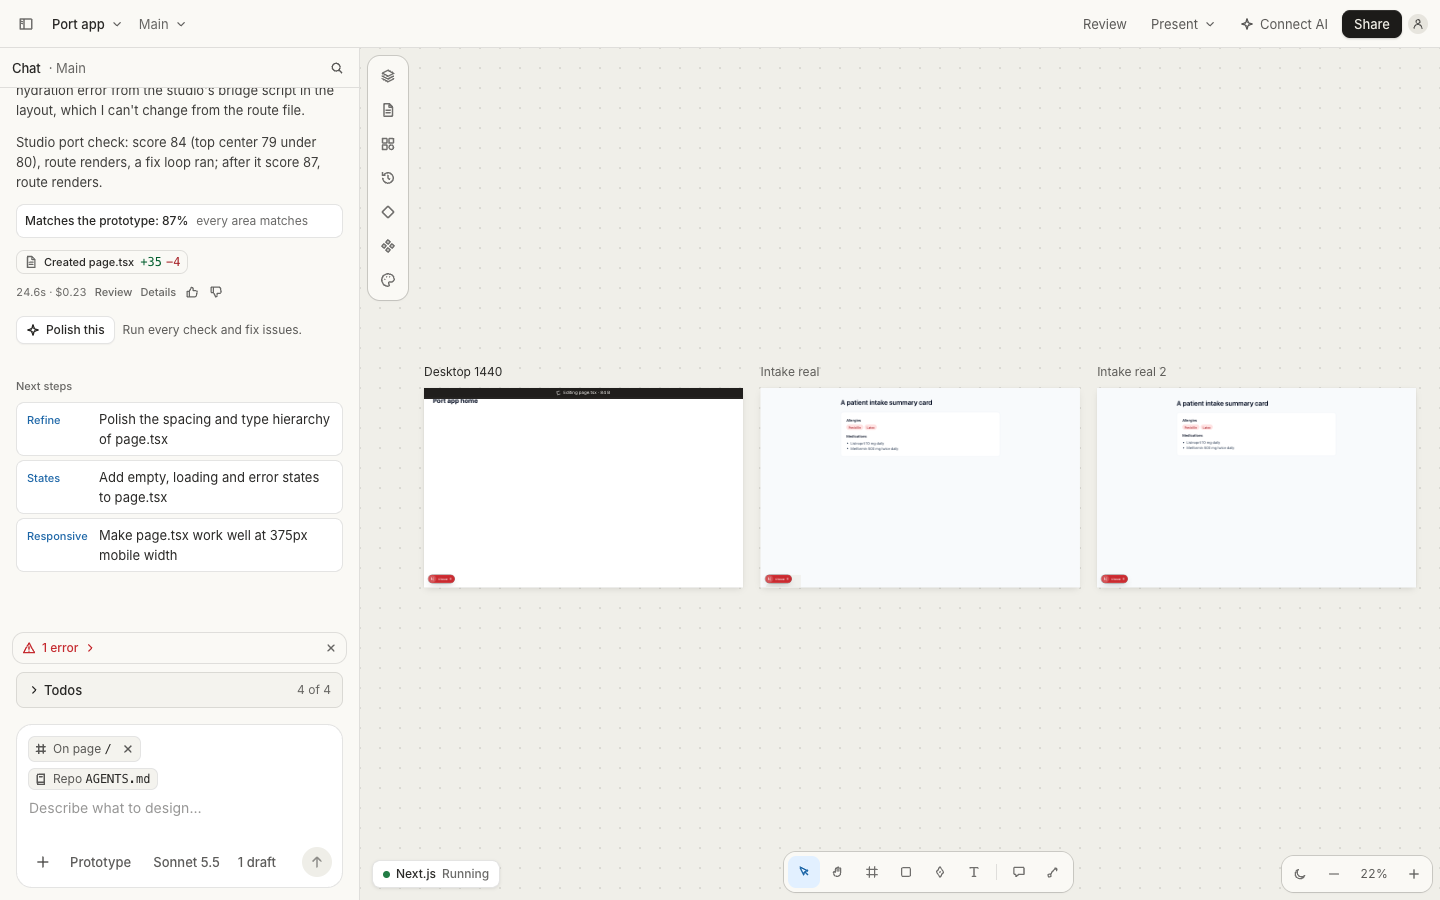 Port app
Main
Review
Present
Connect AI
Share
Chat · Main
hydration error from the studio's bridge script in the
layout, which I can't change from the route file.
Studio port check: score 84 (top center 79 under
80), route renders, a fix loop ran; after it score 87,
route renders.
Matches the prototype: 87% every area matches
Created page.tsx +35 −4
24.6s · $0.23 Review Details
Polish this Run every check and fix issues.
Next steps
Refine Polish the spacing and type hierarchy
of page.tsx
States Add empty, loading and error states
to page.tsx
Responsive Make page.tsx work well at 375px
mobile width
1 error
Todos 4 of 4
On page /
Repo AGENTS.md
Describe what to design...
Prototype Sonnet 5.5 1 draft
Desktop 1440
Port app home
Intake real
A patient intake summary card
Allergies
Medications
Intake real 2
A patient intake summary card
Allergies
Medications
Next.js Running
22%